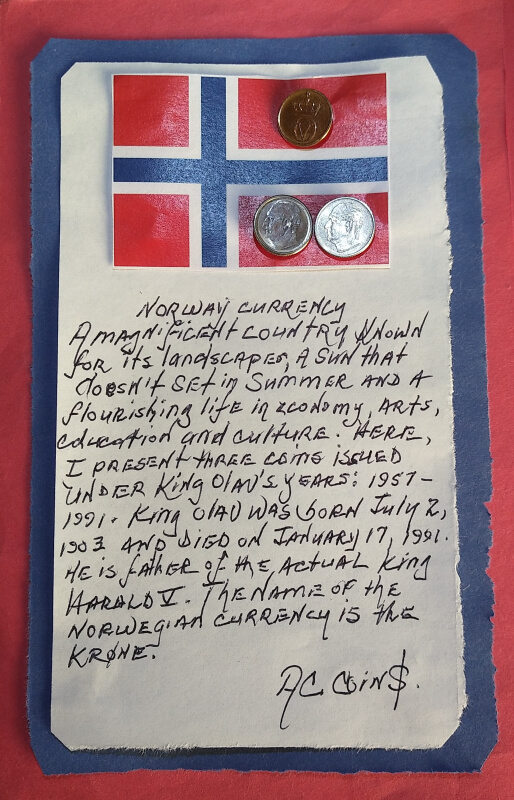 NORWAY CURRENCY
A MAGNIFICENT COUNTRY KNOWN
for its landscapes, A SUN that
doesn't SET in SUMMER AND A
flourishing life in economy, ARTS,
education and culture. HERE,
I PRESENT THREE coins issued
UNDER King OLAV'S YEARS: 1957-
1991. King OLAV WAS born July 2,
1903 AND DIED ON JANUARY 17, 1991.
HE is father of the ACTUAL King
HARALD V. The NAME of the
NORWEGIAN CURRENCY is the
KRØNE.
AC Coin$.